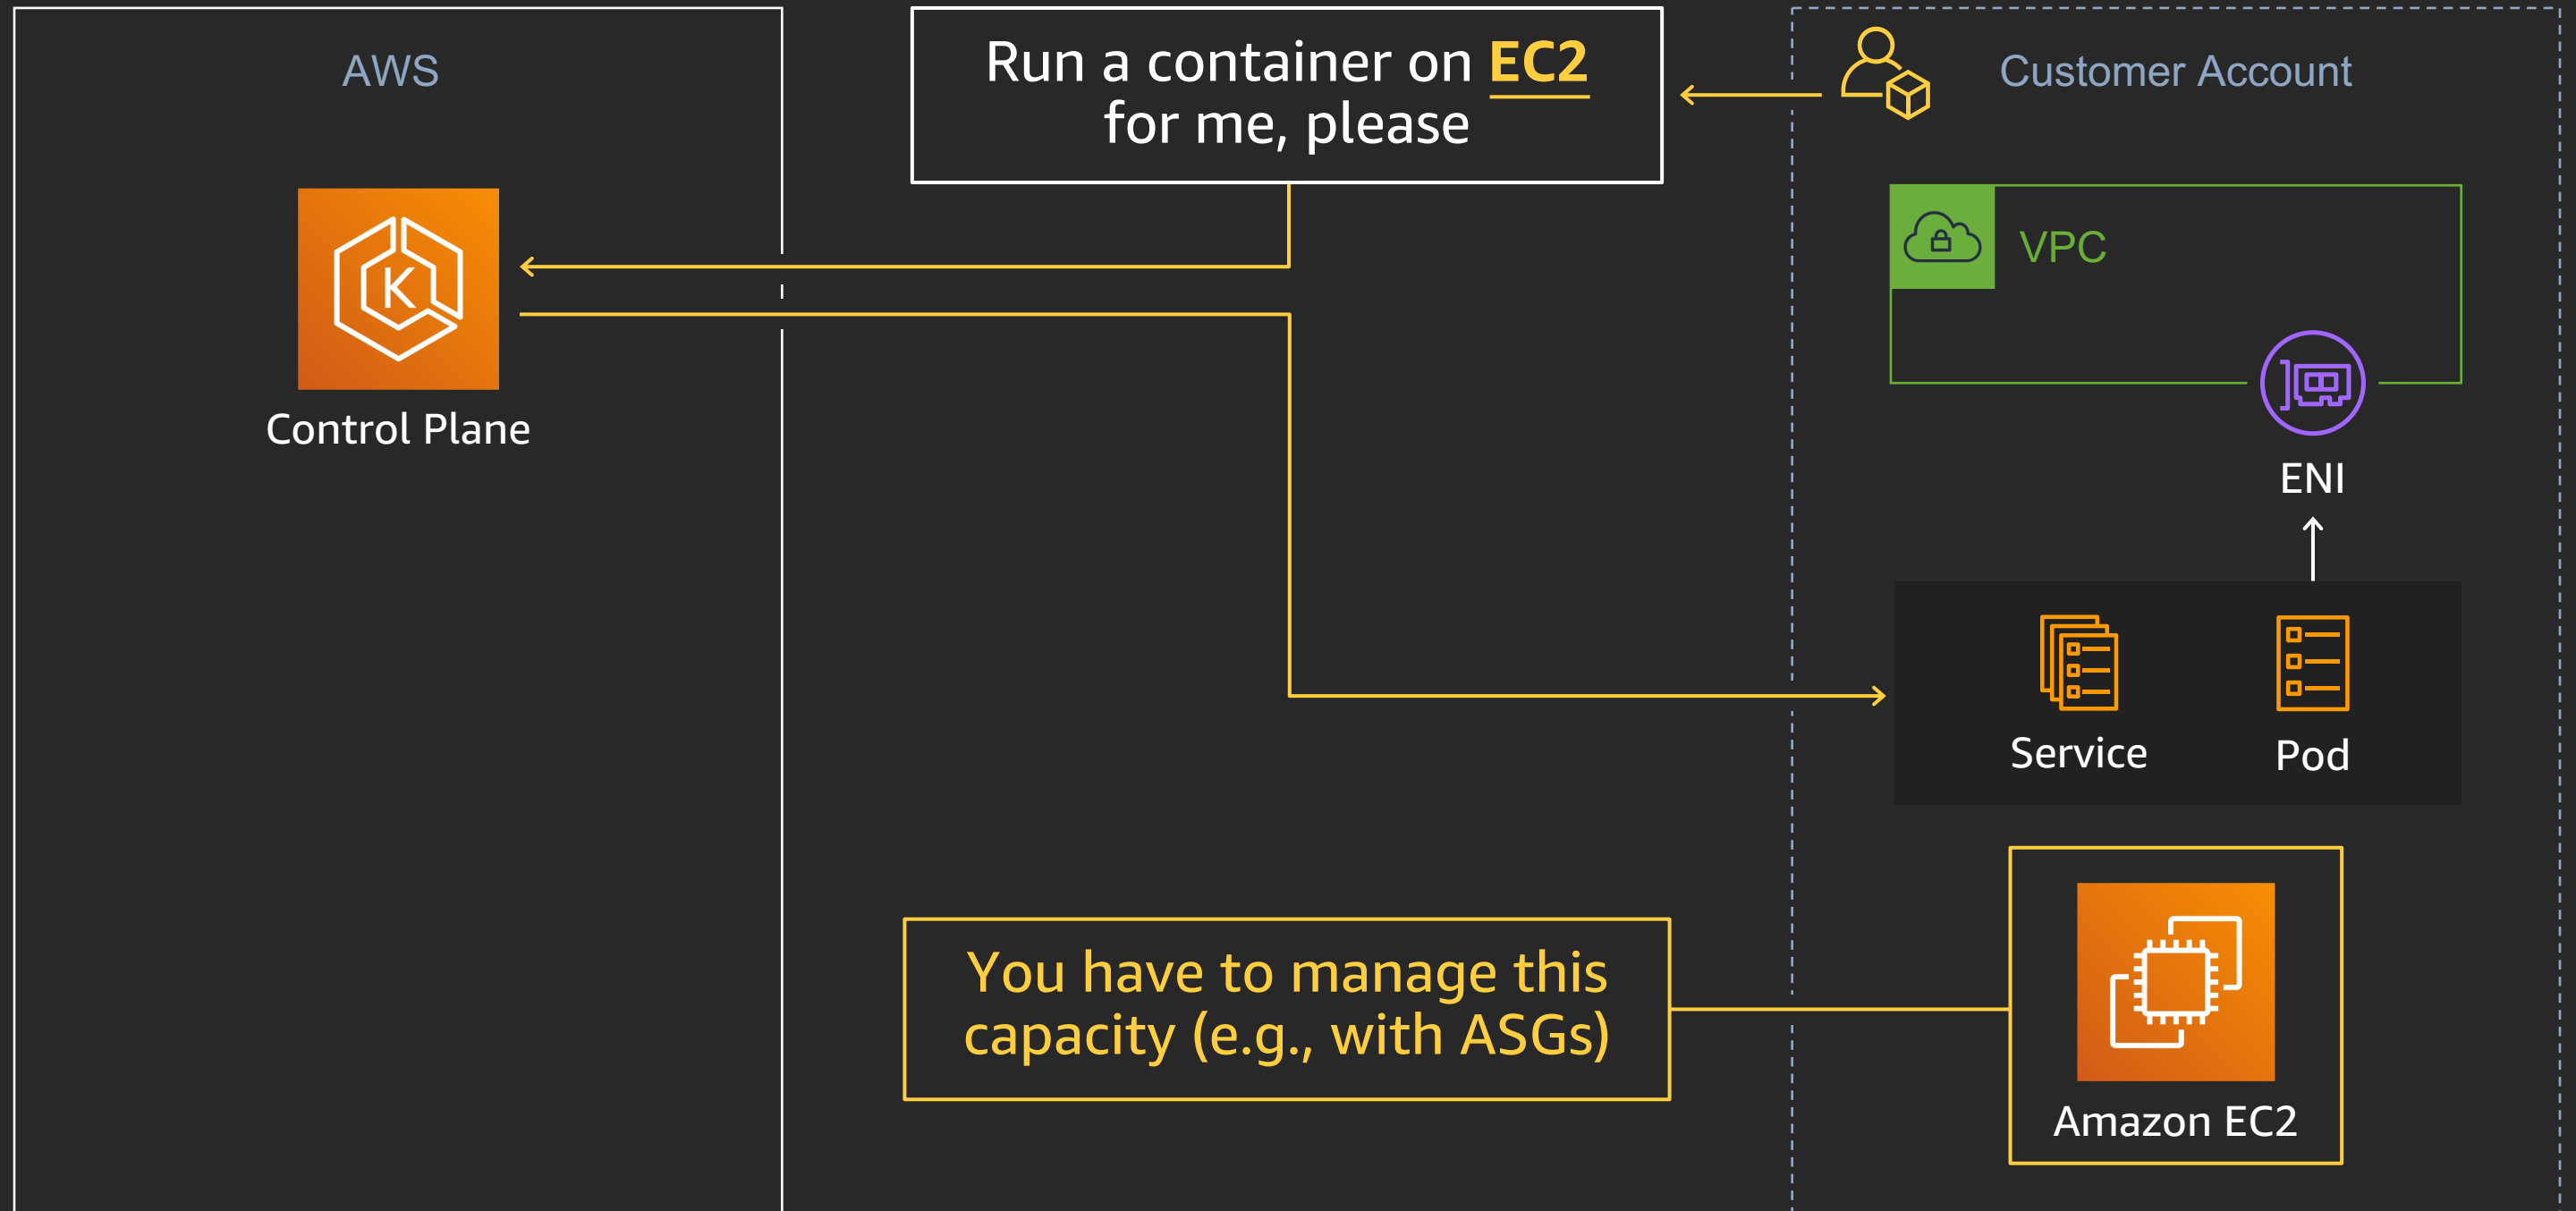 AWS
Run a container on EC2
for me, please
Customer Account
VPC
K
Control Plane
ENI
Service
Pod
You have to manage this
capacity (e.g., with ASGs)
Amazon EC2